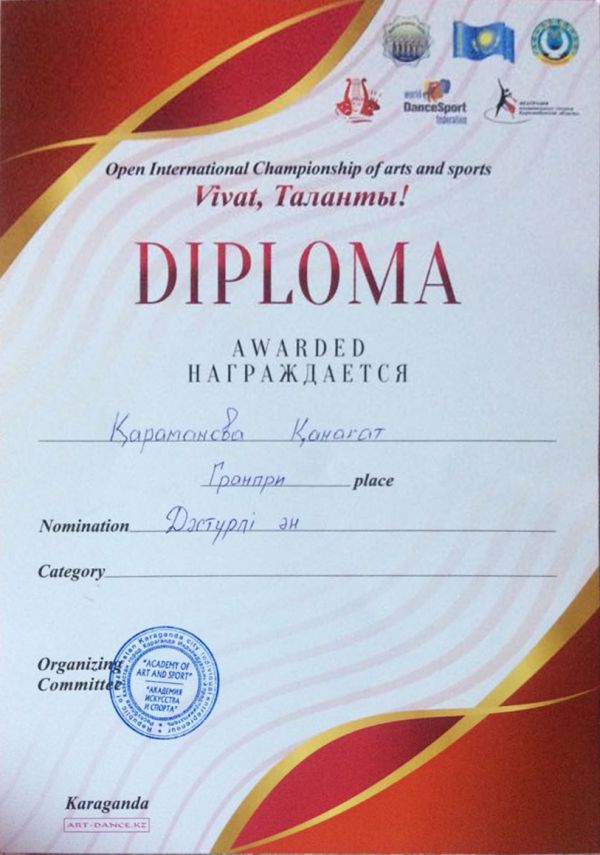 world
DanceSport
federation
ФЕДЕРАЦИЯ
Open International Championship of arts and sports
Vivat, Таланты!
DIPLOMA
AWARDED
НАГРАЖДАЕТСЯ
Қараманова Қанағат
Гранпри place
Nomination Дәстүрлі ән
Category
Organizing
Committee
"ACADEMY OF
ART AND SPORT"
"АКАДЕМИЯ
ИСКУССТВА
И СПОРТА"
Karaganda
ART-DANCE.KZ